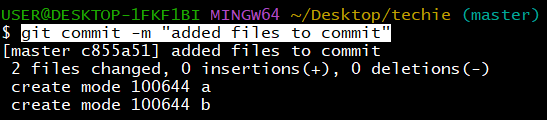 USER@DESKTOP-1FKF1BI MINGW64 ~/Desktop/techie (master)
$ git commit -m "added files to commit"
[master c855a51] added files to commit
 2 files changed, 0 insertions(+), 0 deletions(-)
 create mode 100644 a
 create mode 100644 b